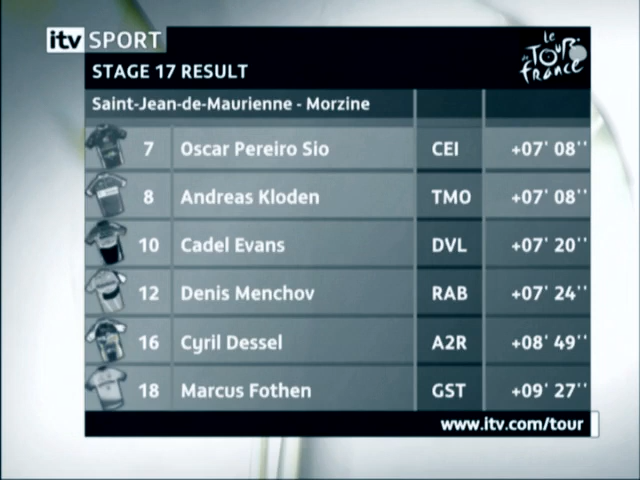 itv SPORT
le Tour de france
STAGE 17 RESULT
Saint-Jean-de-Maurienne - Morzine
7 Oscar Pereiro Sio CEI +07' 08''
8 Andreas Kloden TMO +07' 08''
10 Cadel Evans DVL +07' 20''
12 Denis Menchov RAB +07' 24''
16 Cyril Dessel A2R +08' 49''
18 Marcus Fothen GST +09' 27''
www.itv.com/tour